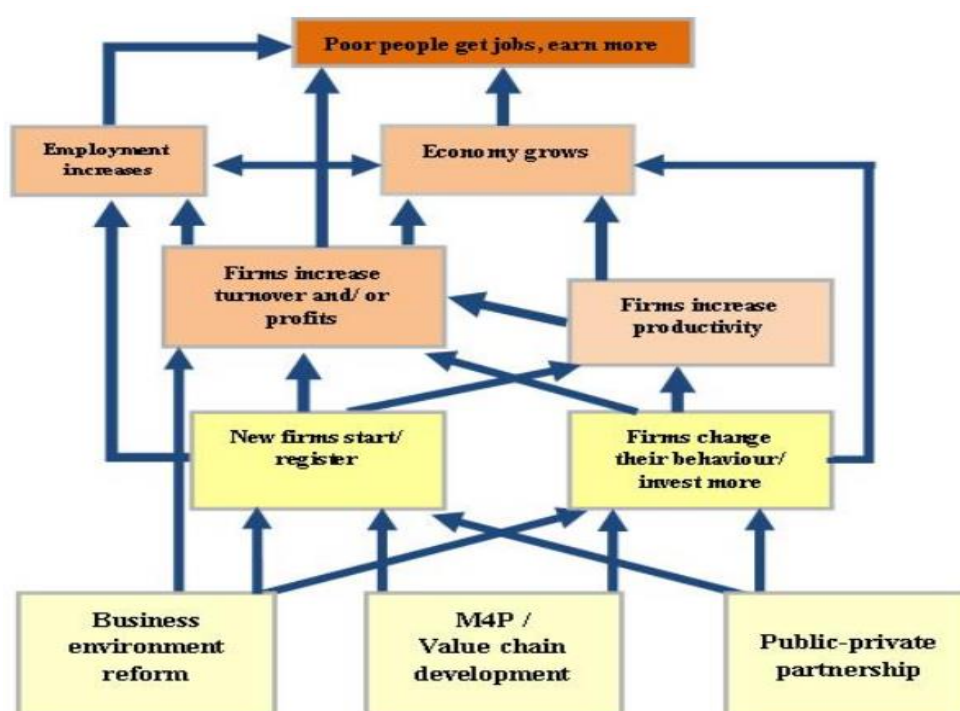 Poor people get jobs, earn more
Employment
increases
Economy grows
Firms increase
turnover and/ or
profits
Firms increase
productivity
New firms start/
register
Firms change
their behaviour/
invest more
Business
environment
reform
M4P /
Value chain
development
Public-private
partnership